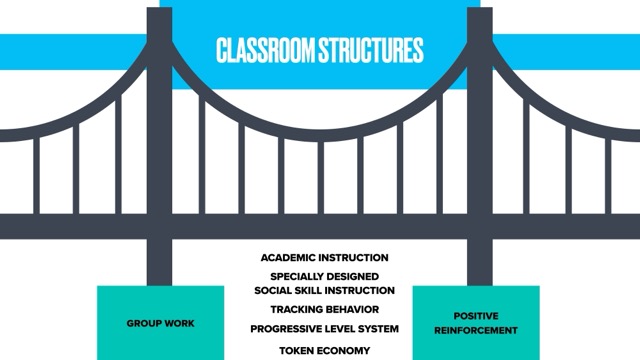 CLASSROOM STRUCTURES
ACADEMIC INSTRUCTION
SPECIALLY DESIGNED
SOCIAL SKILL INSTRUCTION
TRACKING BEHAVIOR
PROGRESSIVE LEVEL SYSTEM
TOKEN ECONOMY
GROUP WORK
POSITIVE
REINFORCEMENT